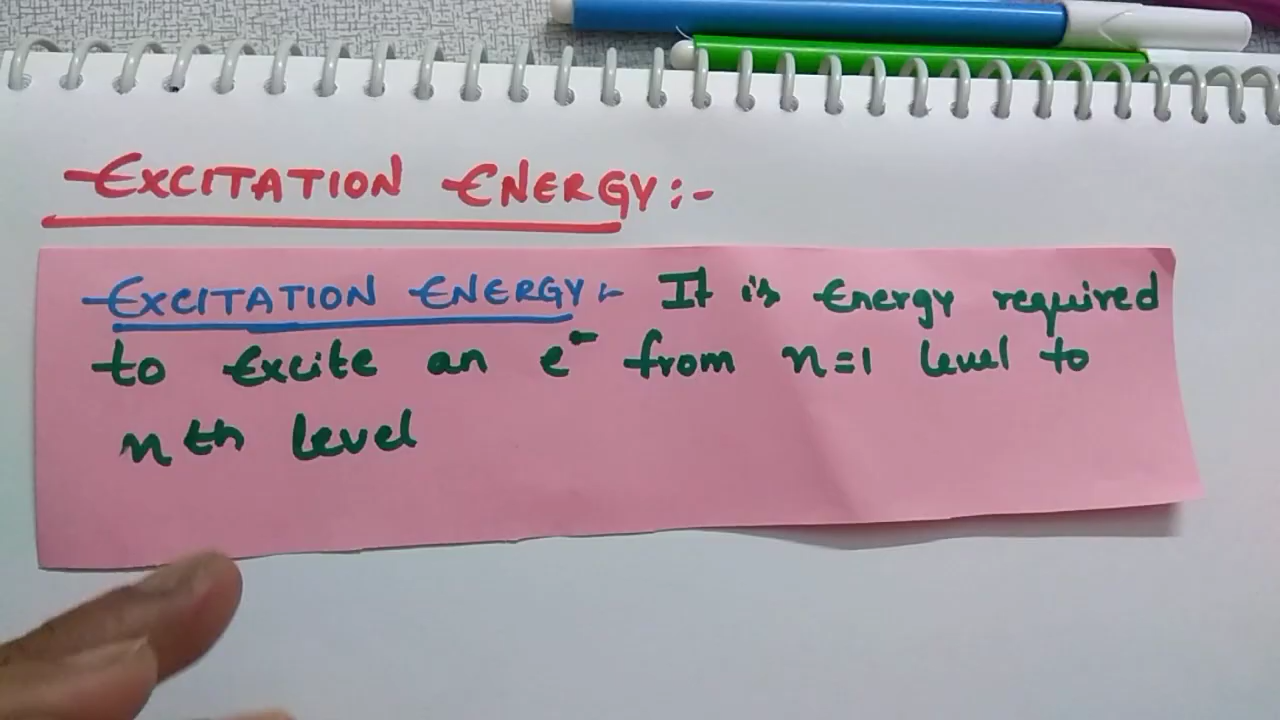 EXCITATION ENERGY:-
EXCITATION ENERGY:- It is Energy required
to Excite an e⁻ from n=1 level to
nth level